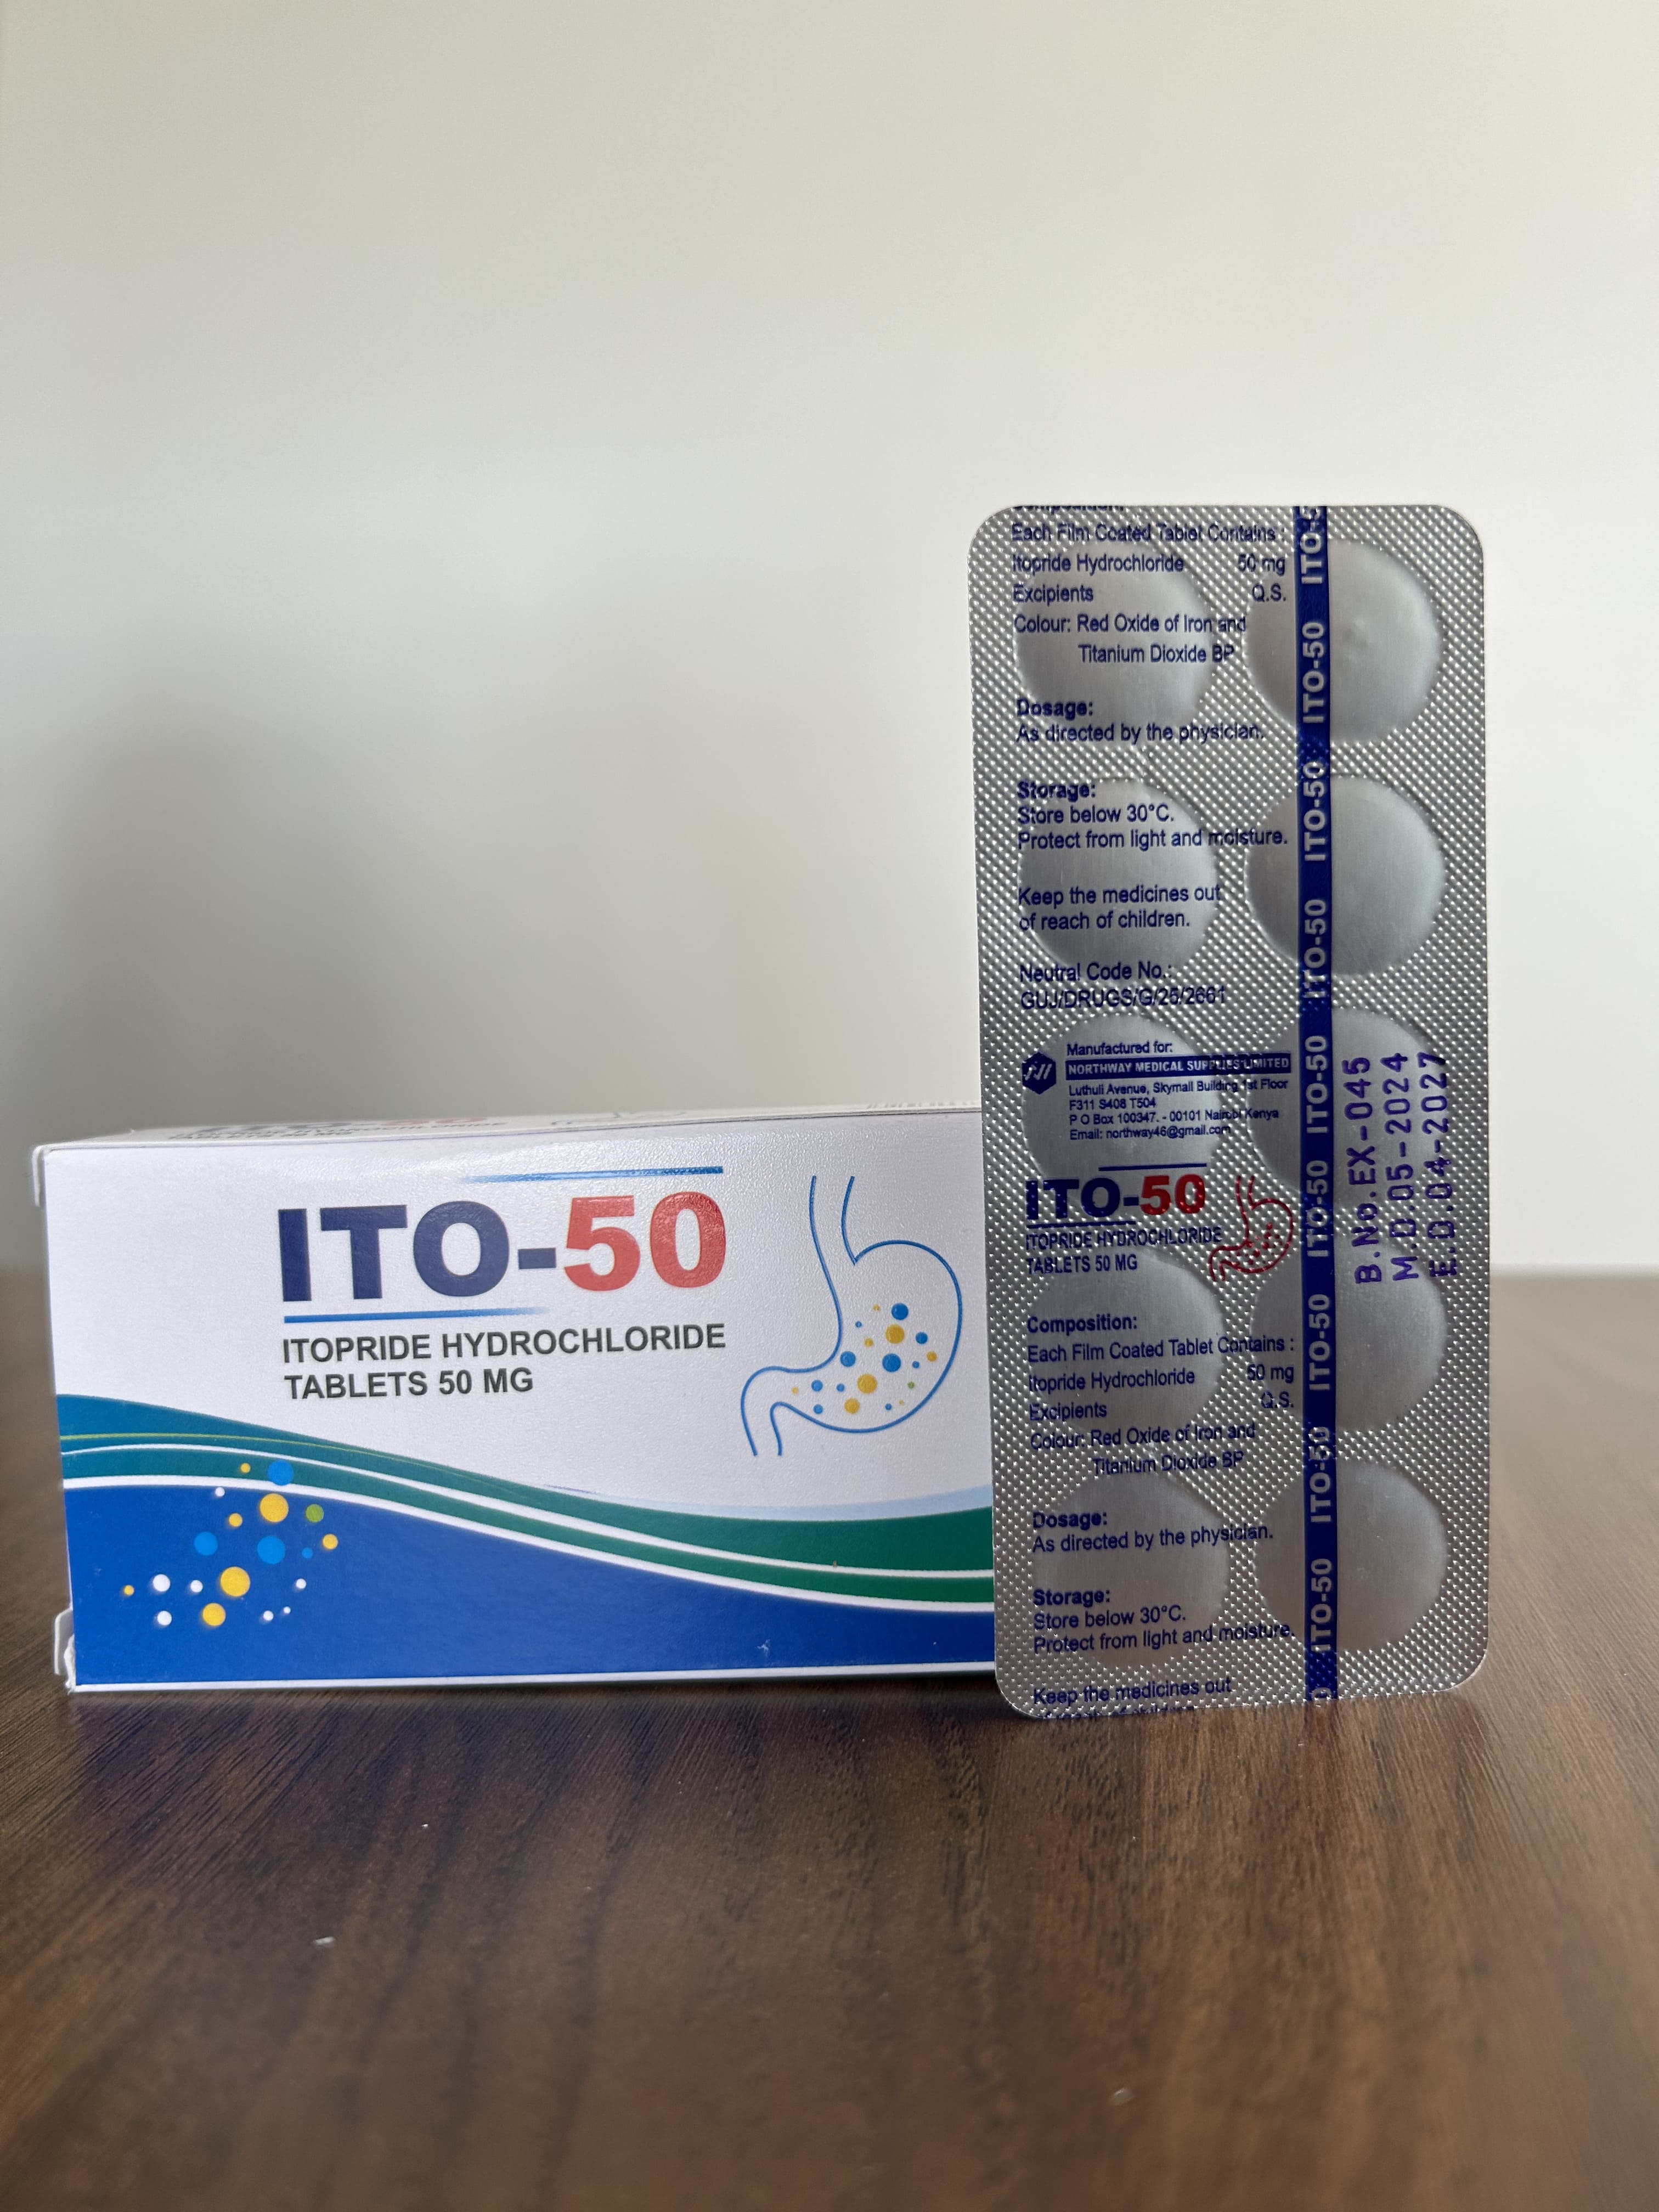 ITO-50
ITOPRIDE HYDROCHLORIDE
TABLETS 50 MG
Each Film Coated Tablet Contains :
Itopride Hydrochloride 50 mg
Excipients Q.S.
Colour: Red Oxide of Iron and
Titanium Dioxide BP
Dosage:
As directed by the physician.
Storage:
Store below 30°C.
Protect from light and moisture.
Keep the medicines out
of reach of children.
Neutral Code No.:
GUJ/DRUGS/G/25/2661
Manufactured for:
NORTHWAY MEDICAL SUPPLIES LIMITED
Luthuli Avenue, Skymall Building, 1st Floor
F311 S408 T504
P O Box 100347. - 00101 Nairobi Kenya
Email: northway46@gmail.com
ITO-50
ITOPRIDE HYDROCHLORIDE
TABLETS 50 MG
Composition:
Each Film Coated Tablet Contains :
Itopride Hydrochloride 50 mg
Excipients Q.S.
Colour: Red Oxide of Iron and
Titanium Dioxide BP
Dosage:
As directed by the physician.
Storage:
Store below 30°C.
Protect from light and moisture.
Keep the medicines out
ITO-50 ITO-50 ITO-50 ITO-50 ITO-50 ITO-50 ITO-50 ITO-50 ITO-5
B.No.EX-045
M.D.05-2024
E.D.04-2027